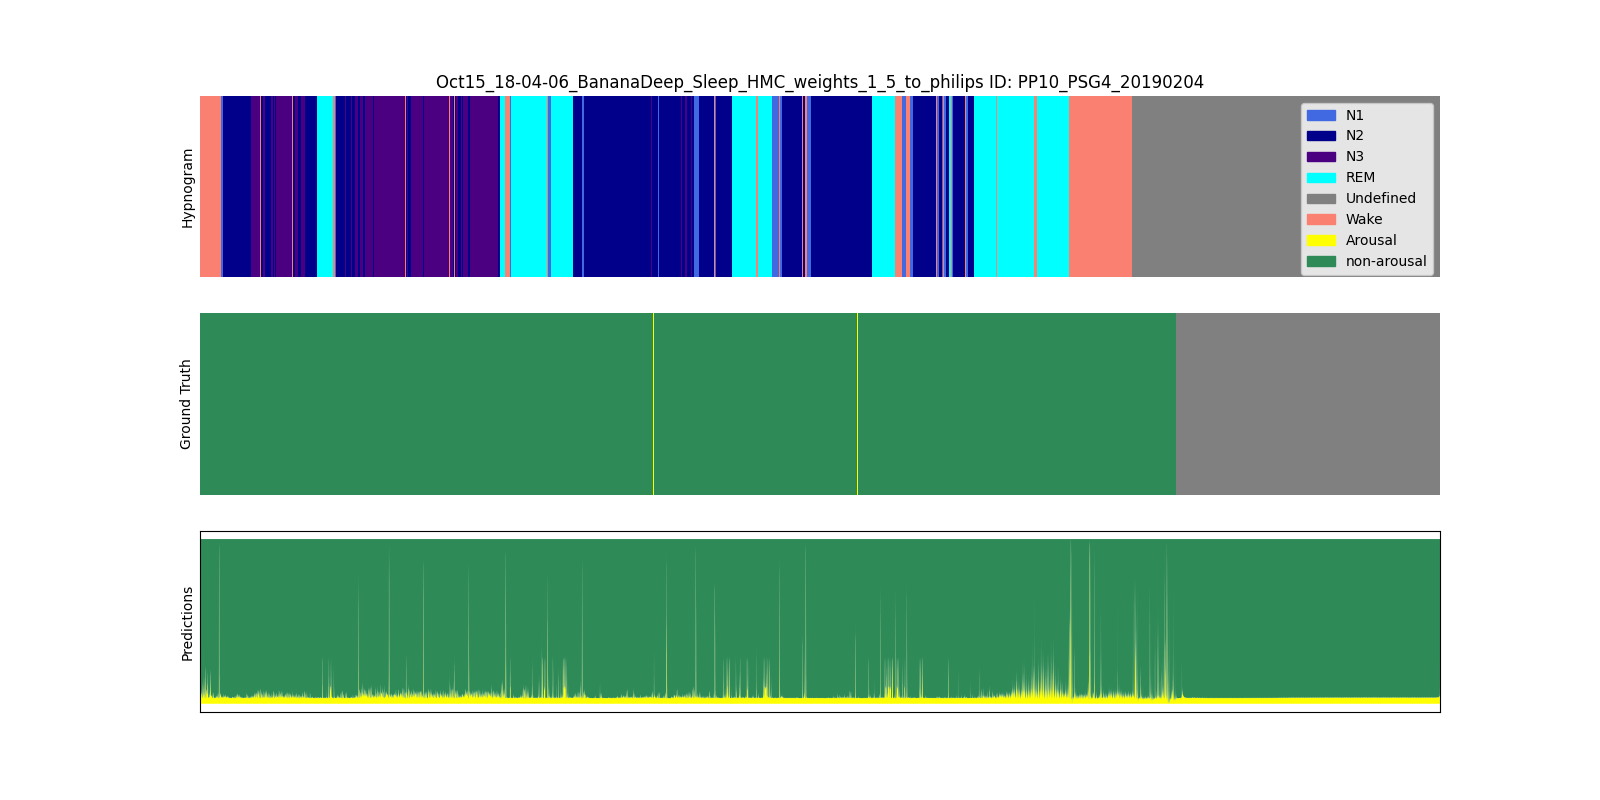 Oct15_18-04-06_BananaDeep_Sleep_HMC_weights_1_5_to_philips ID: PP10_PSG4_20190204
Hypnogram
N1
N2
N3
REM
Undefined
Wake
Arousal
non-arousal
Ground Truth
Predictions